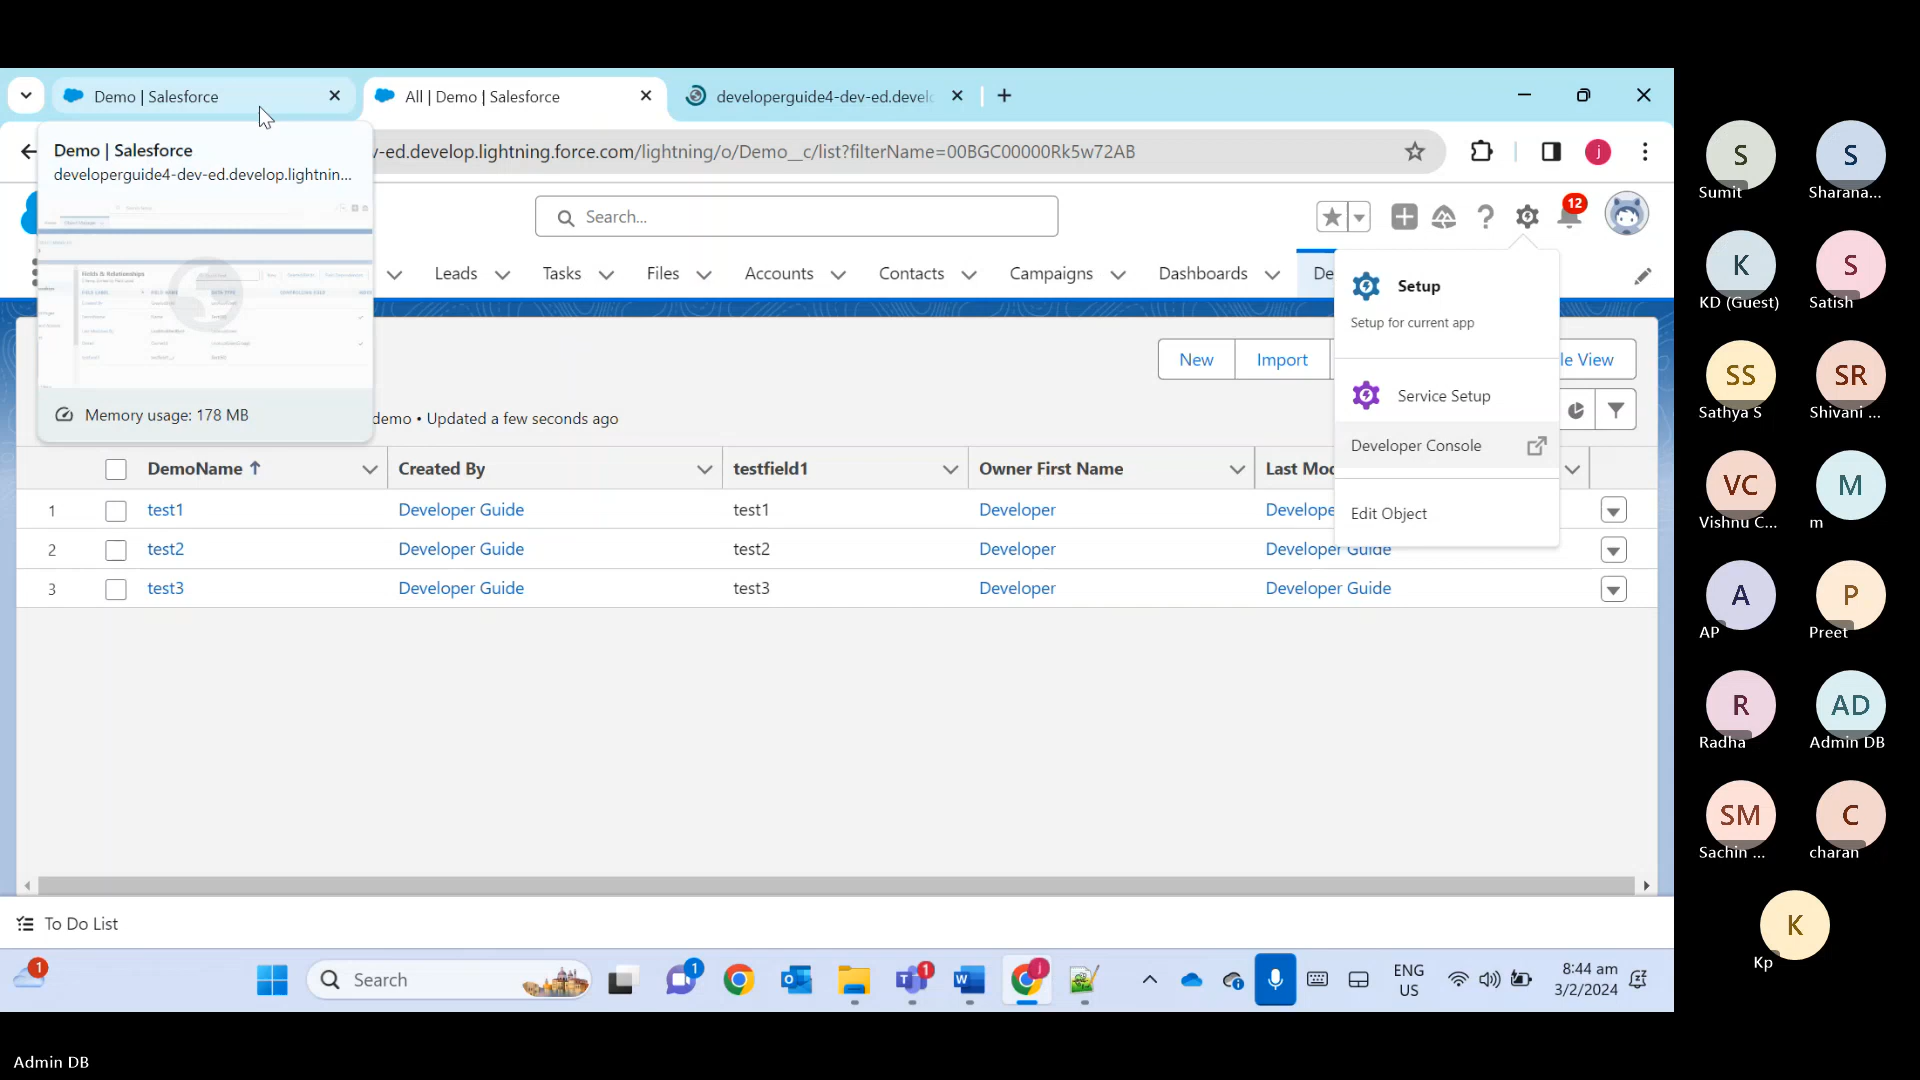 Demo | Salesforce
All | Demo | Salesforce
developerguide4-dev-ed.devel
Demo | Salesforce
developerguide4-dev-ed.develop.lightnin...
-ed.develop.lightning.force.com/lightning/o/Demo__c/list?filterName=00BGC00000Rk5w72AB
Search...
12
Leads
Tasks
Files
Accounts
Contacts
Campaigns
Dashboards
De
Fields & Relationships
Setup
Setup for current app
Service Setup
Developer Console
Edit Object
New
Import
le View
Memory usage: 178 MB
demo • Updated a few seconds ago
DemoName
Created By
testfield1
Owner First Name
Last Mod
1 test1 Developer Guide test1 Developer Develope
2 test2 Developer Guide test2 Developer Developer Guide
3 test3 Developer Guide test3 Developer Developer Guide
To Do List
1
Search
1
1
j
ENG
US
8:44 am
3/2/2024
j
S
Sumit
S
Sharana...
K
KD (Guest)
S
Satish
SS
Sathya S
SR
Shivani ...
VC
Vishnu C...
M
m
A
AP
P
Preet
R
Radha
AD
Admin DB
SM
Sachin ...
C
charan
K
Kp
Admin DB